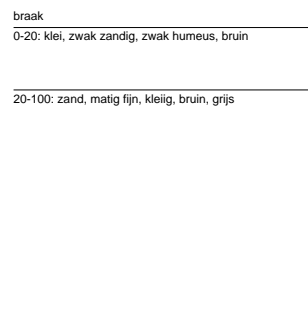 braak
0-20: klei, zwak zandig, zwak humeus, bruin
20-100: zand, matig fijn, kleiig, bruin, grijs